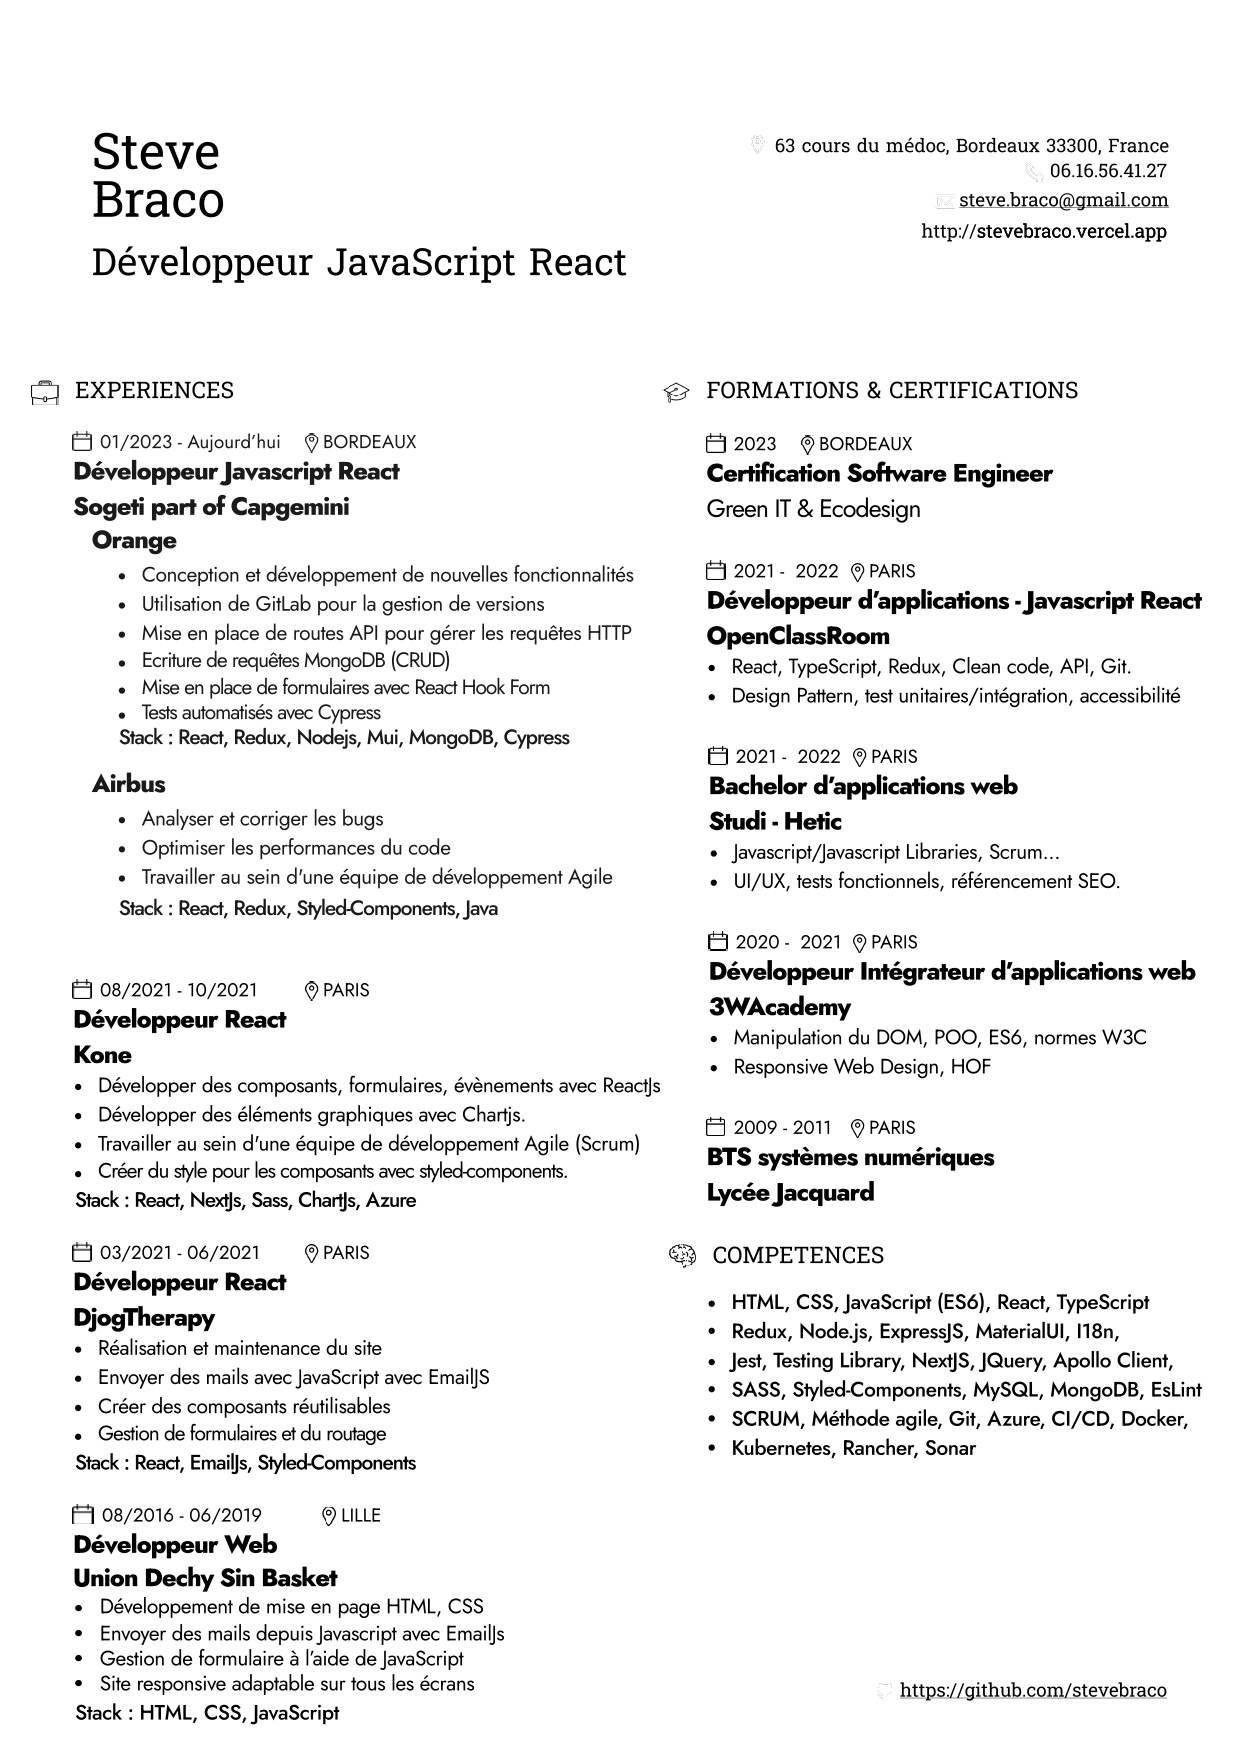 Steve
Braco
Développeur JavaScript React
63 cours du médoc, Bordeaux 33300, France
06.16.56.41.27
steve.braco@gmail.com
http://stevebraco.vercel.app
EXPERIENCES
01/2023 - Aujourd’hui BORDEAUX
Développeur Javascript React
Sogeti part of Capgemini
Orange
• Conception et développement de nouvelles fonctionnalités
• Utilisation de GitLab pour la gestion de versions
• Mise en place de routes API pour gérer les requêtes HTTP
• Ecriture de requêtes MongoDB (CRUD)
• Mise en place de formulaires avec React Hook Form
• Tests automatisés avec Cypress
Stack : React, Redux, Nodejs, Mui, MongoDB, Cypress
Airbus
• Analyser et corriger les bugs
• Optimiser les performances du code
• Travailler au sein d'une équipe de développement Agile
Stack : React, Redux, Styled-Components, Java
08/2021 - 10/2021 PARIS
Développeur React
Kone
• Développer des composants, formulaires, évènements avec ReactJs
• Développer des éléments graphiques avec Chartjs.
• Travailler au sein d'une équipe de développement Agile (Scrum)
• Créer du style pour les composants avec styled-components.
Stack : React, NextJs, Sass, ChartJs, Azure
03/2021 - 06/2021 PARIS
Développeur React
DjogTherapy
• Réalisation et maintenance du site
• Envoyer des mails avec JavaScript avec EmailJS
• Créer des composants réutilisables
• Gestion de formulaires et du routage
Stack : React, EmailJs, Styled-Components
08/2016 - 06/2019 LILLE
Développeur Web
Union Dechy Sin Basket
• Développement de mise en page HTML, CSS
• Envoyer des mails depuis Javascript avec EmailJs
• Gestion de formulaire à l’aide de JavaScript
• Site responsive adaptable sur tous les écrans
Stack : HTML, CSS, JavaScript
FORMATIONS & CERTIFICATIONS
2023 BORDEAUX
Certification Software Engineer
Green IT & Ecodesign
2021 - 2022 PARIS
Développeur d’applications - Javascript React
OpenClassRoom
• React, TypeScript, Redux, Clean code, API, Git.
• Design Pattern, test unitaires/intégration, accessibilité
2021 - 2022 PARIS
Bachelor d’applications web
Studi - Hetic
• Javascript/Javascript Libraries, Scrum...
• UI/UX, tests fonctionnels, référencement SEO.
2020 - 2021 PARIS
Développeur Intégrateur d’applications web
3WAcademy
• Manipulation du DOM, POO, ES6, normes W3C
• Responsive Web Design, HOF
2009 - 2011 PARIS
BTS systèmes numériques
Lycée Jacquard
COMPETENCES
• HTML, CSS, JavaScript (ES6), React, TypeScript
• Redux, Node.js, ExpressJS, MaterialUI, I18n,
• Jest, Testing Library, NextJS, JQuery, Apollo Client,
• SASS, Styled-Components, MySQL, MongoDB, EsLint
• SCRUM, Méthode agile, Git, Azure, CI/CD, Docker,
• Kubernetes, Rancher, Sonar
https://github.com/stevebraco